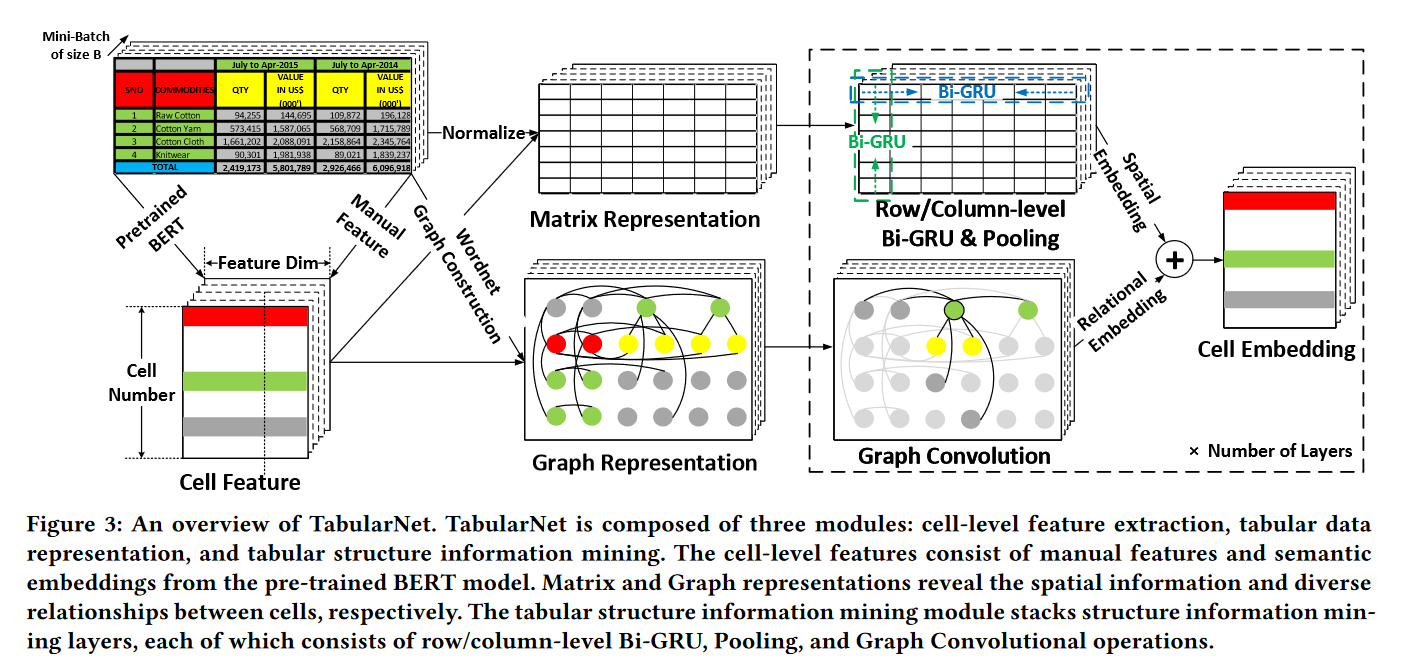 Mini-Batch
of size B
July to Apr-2015 July to Apr-2014
SNO COMMODITIES QTY VALUE IN US$ (000') QTY VALUE IN US$ (000')
1 Raw Cotton 94,255 144,695 109,872 196,128
2 Cotton Yarn 573,415 1,587,065 568,709 1,715,789
3 Cotton Cloth 1,661,202 2,088,091 2,158,864 2,345,764
4 Knitwear 90,301 1,981,938 89,021 1,839,237
TOTAL 2,419,173 5,801,789 2,926,466 6,096,918
Normalize
Matrix Representation
Bi-GRU
Bi-GRU
Row/Column-level
Bi-GRU & Pooling
Spatial
Embedding
Pretrained
BERT
Manual
Feature
Wordnet
Graph Construction
Feature Dim
Cell
Number
Cell Feature
Graph Representation
Graph Convolution
Relational
Embedding
+
Cell Embedding
× Number of Layers
Figure 3: An overview of TabularNet. TabularNet is composed of three modules: cell-level feature extraction, tabular data
representation, and tabular structure information mining. The cell-level features consist of manual features and semantic
embeddings from the pre-trained BERT model. Matrix and Graph representations reveal the spatial information and diverse
relationships between cells, respectively. The tabular structure information mining module stacks structure information min-
ing layers, each of which consists of row/column-level Bi-GRU, Pooling, and Graph Convolutional operations.